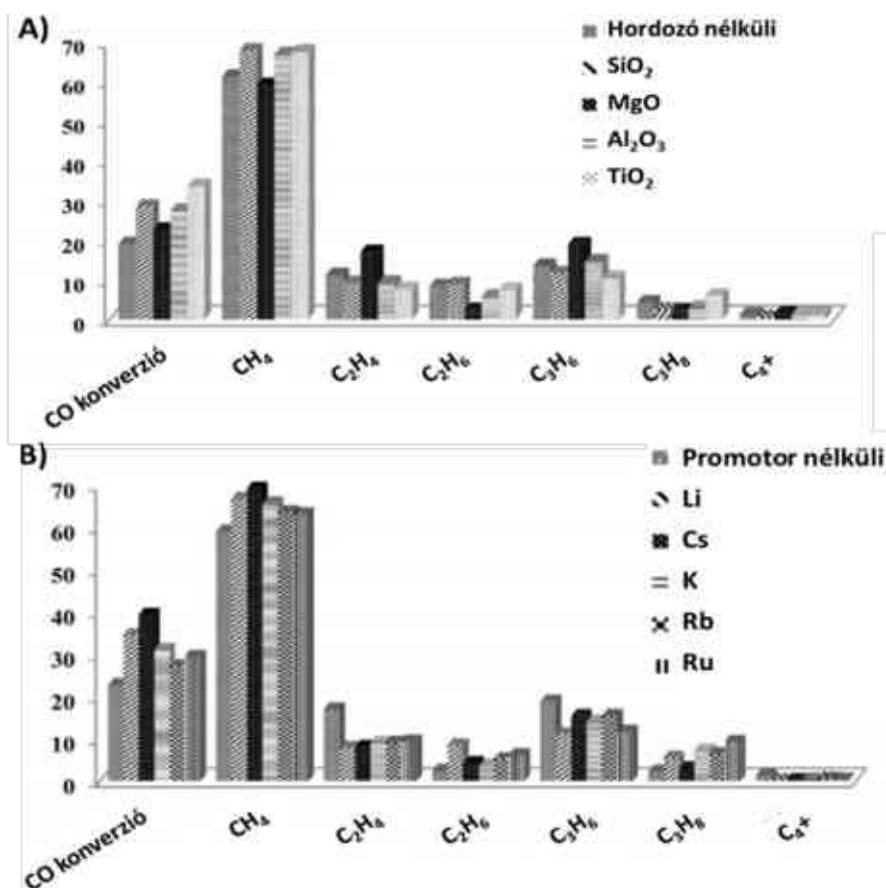 A)
Hordozó nélküli
SiO₂
MgO
Al₂O₃
TiO₂
70
60
50
40
30
20
10
0
CO konverzió
CH₄
C₂H₄
C₂H₆
C₃H₆
C₃H₈
C₄+
B)
Promotor nélküli
Li
Cs
K
Rb
Ru
70
60
50
40
30
20
10
0
CO konverzió
CH₄
C₂H₄
C₂H₆
C₃H₆
C₃H₈
C₄+